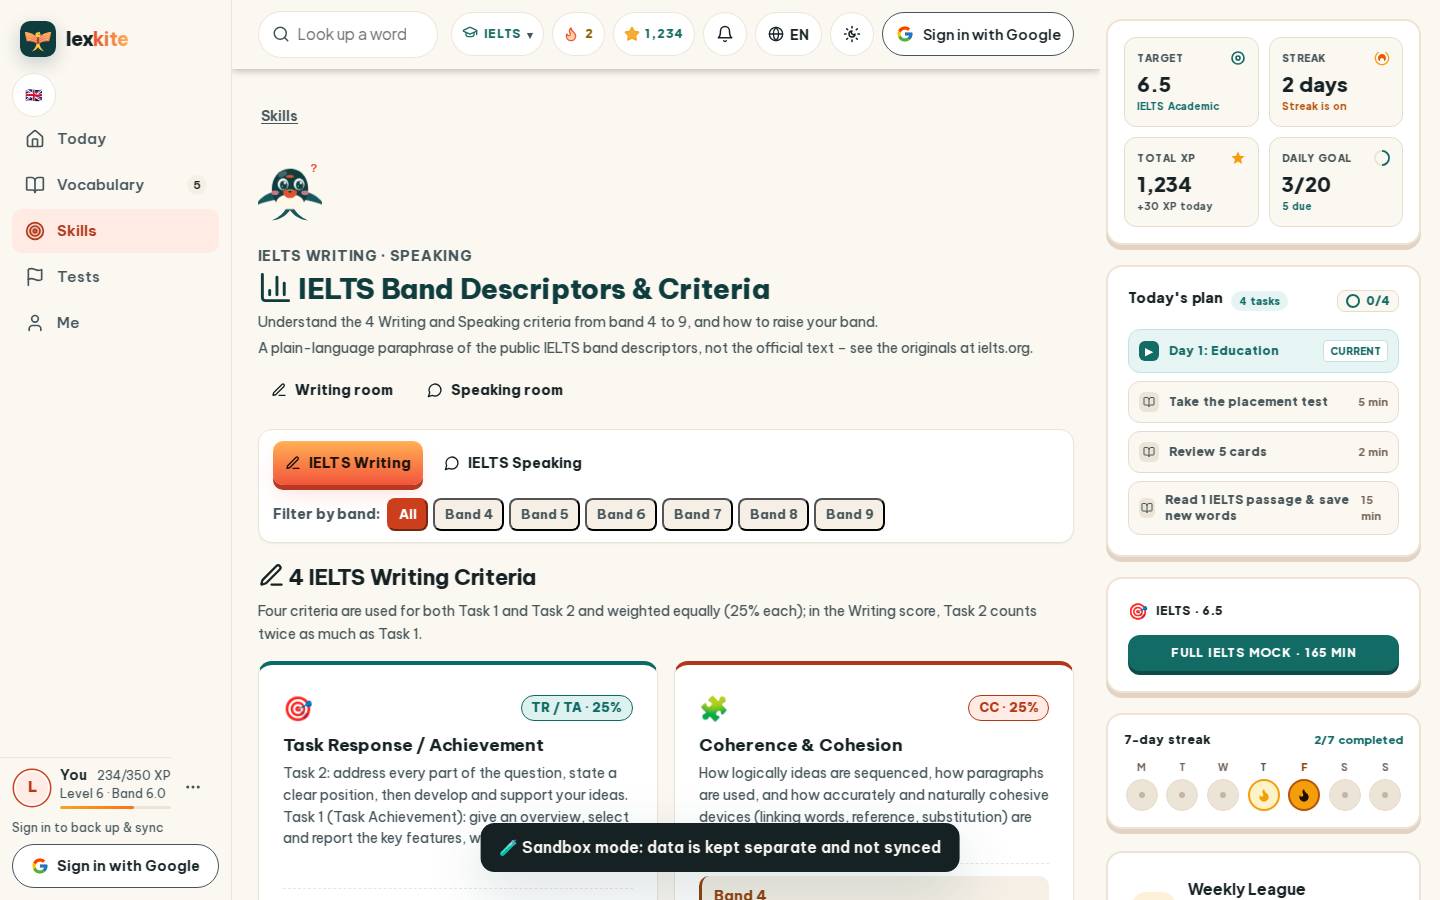 lexkite
Today
Vocabulary
5
Skills
Tests
Me
L
You
234/350 XP
Level 6 · Band 6.0
Sign in to back up & sync
Sign in with Google
Look up a word
IELTS ▾
2
1,234
EN
Sign in with Google
Skills
?
IELTS WRITING · SPEAKING
IELTS Band Descriptors & Criteria
Understand the 4 Writing and Speaking criteria from band 4 to 9, and how to raise your band.
A plain-language paraphrase of the public IELTS band descriptors, not the official text – see the originals at ielts.org.
Writing room
Speaking room
IELTS Writing
IELTS Speaking
Filter by band:
All
Band 4
Band 5
Band 6
Band 7
Band 8
Band 9
4 IELTS Writing Criteria
Four criteria are used for both Task 1 and Task 2 and weighted equally (25% each); in the Writing score, Task 2 counts
twice as much as Task 1.
TR / TA · 25%
Task Response / Achievement
Task 2: address every part of the question, state a
clear position, then develop and support your ideas.
Task 1 (Task Achievement): give an overview, select
and report the key features,
CC · 25%
Coherence & Cohesion
How logically ideas are sequenced, how paragraphs
are used, and how accurately and naturally cohesive
devices (linking words, reference, substitution) are
Band 4
Sandbox mode: data is kept separate and not synced
TARGET
6.5
IELTS Academic
STREAK
2 days
Streak is on
TOTAL XP
1,234
+30 XP today
DAILY GOAL
3/20
5 due
Today's plan
4 tasks
0/4
Day 1: Education
CURRENT
Take the placement test
5 min
Review 5 cards
2 min
Read 1 IELTS passage & save
new words
15
min
IELTS · 6.5
FULL IELTS MOCK · 165 MIN
7-day streak
2/7 completed
M
T
W
T
F
S
S
Weekly League